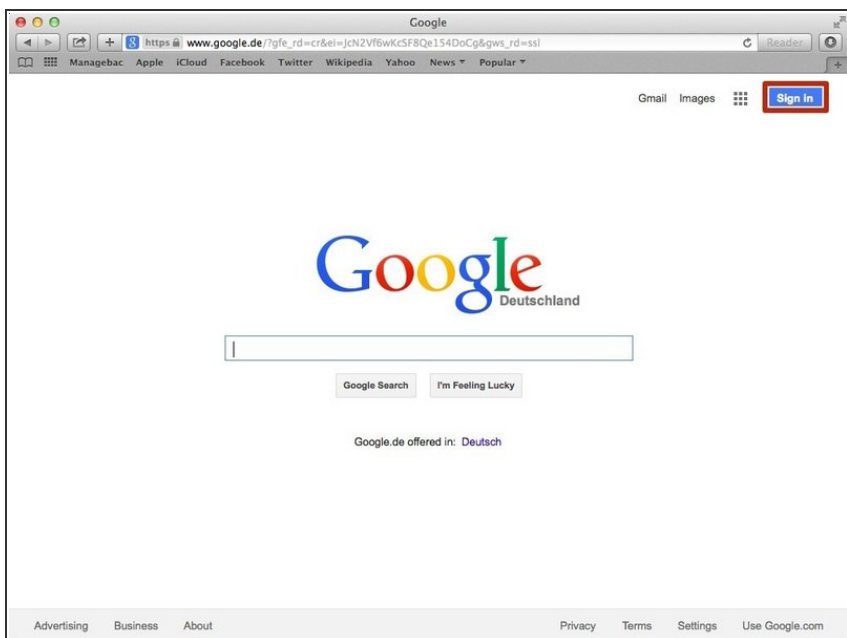 Google
https www.google.de/?gfe_rd=cr&ei=JcN2Vf6wKcSF8Qe154DoCg&gws_rd=ssl Reader
Managebac Apple iCloud Facebook Twitter Wikipedia Yahoo News Popular
Gmail Images Sign in
Google
Deutschland
Google Search I'm Feeling Lucky
Google.de offered in: Deutsch
Advertising Business About Privacy Terms Settings Use Google.com